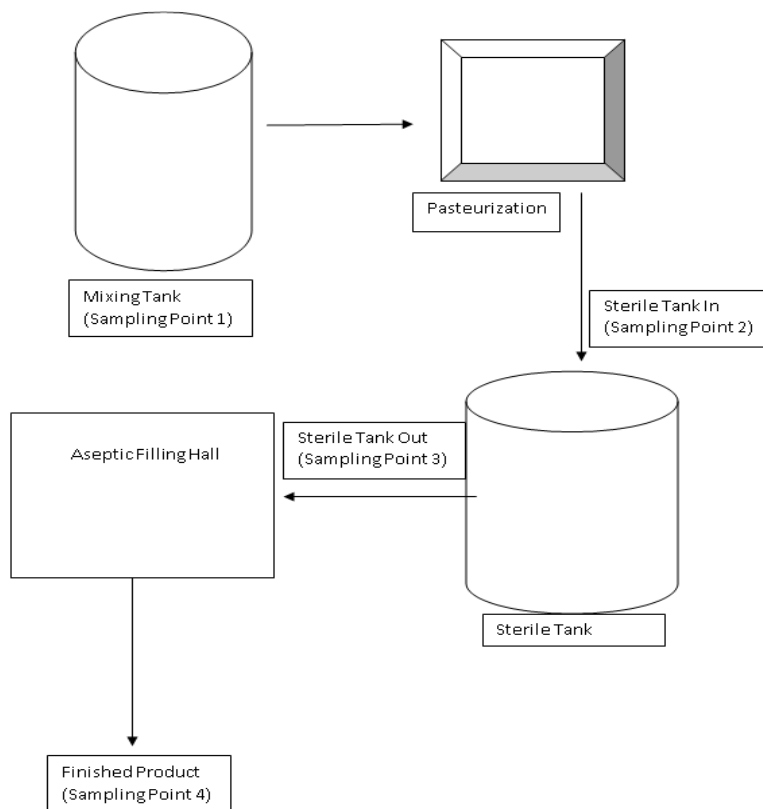 Pasteurization
Mixing Tank
(Sampling Point 1)
Sterile Tank In
(Sampling Point 2)
Aseptic Filling Hall
Sterile Tank Out
(Sampling Point 3)
Sterile Tank
Finished Product
(Sampling Point 4)